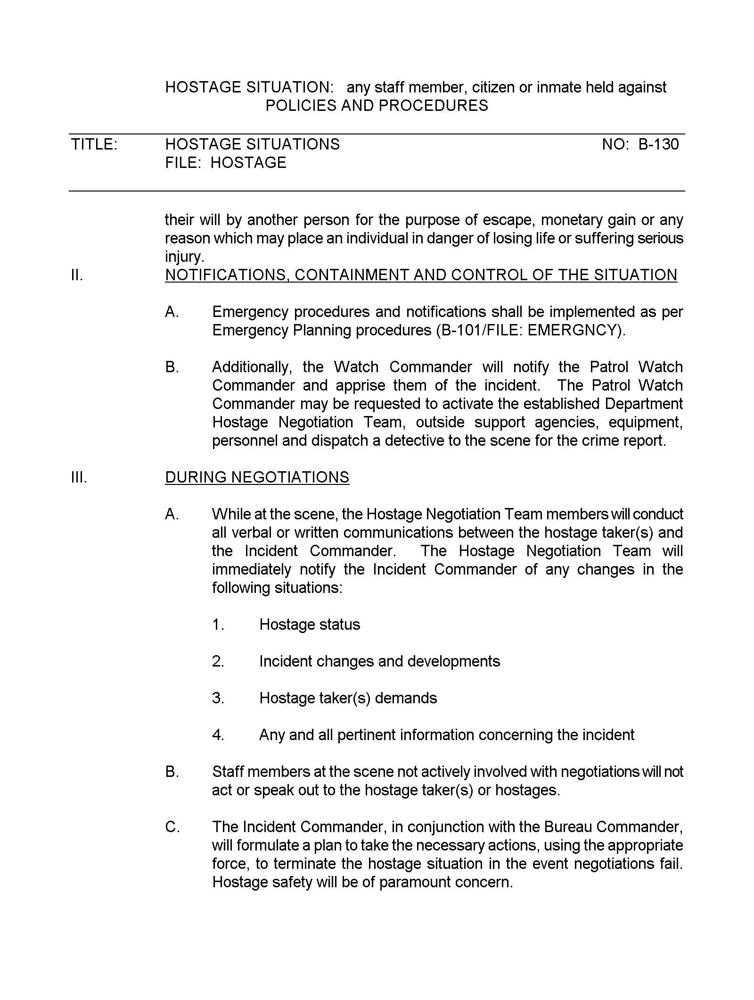 HOSTAGE SITUATION: any staff member, citizen or inmate held against
POLICIES AND PROCEDURES
TITLE: HOSTAGE SITUATIONS NO: B-130
FILE: HOSTAGE
their will by another person for the purpose of escape, monetary gain or any
reason which may place an individual in danger of losing life or suffering serious
injury.
II. NOTIFICATIONS, CONTAINMENT AND CONTROL OF THE SITUATION
A. Emergency procedures and notifications shall be implemented as per
Emergency Planning procedures (B-101/FILE: EMERGNCY).
B. Additionally, the Watch Commander will notify the Patrol Watch
Commander and apprise them of the incident. The Patrol Watch
Commander may be requested to activate the established Department
Hostage Negotiation Team, outside support agencies, equipment,
personnel and dispatch a detective to the scene for the crime report.
III. DURING NEGOTIATIONS
A. While at the scene, the Hostage Negotiation Team members will conduct
all verbal or written communications between the hostage taker(s) and
the Incident Commander. The Hostage Negotiation Team will
immediately notify the Incident Commander of any changes in the
following situations:
1. Hostage status
2. Incident changes and developments
3. Hostage taker(s) demands
4. Any and all pertinent information concerning the incident
B. Staff members at the scene not actively involved with negotiations will not
act or speak out to the hostage taker(s) or hostages.
C. The Incident Commander, in conjunction with the Bureau Commander,
will formulate a plan to take the necessary actions, using the appropriate
force, to terminate the hostage situation in the event negotiations fail.
Hostage safety will be of paramount concern.